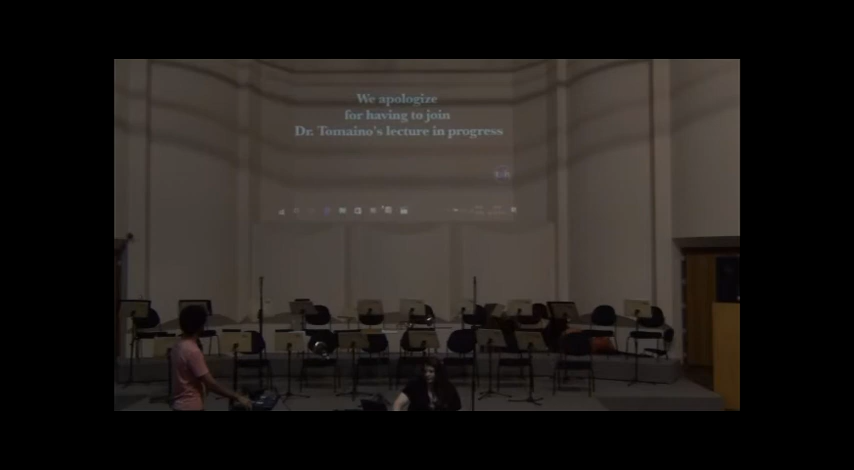 We apologize
for having to join
Dr. Tomaino's lecture in progress